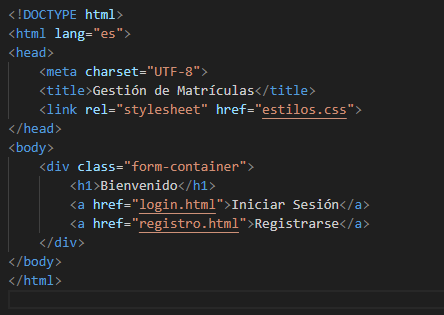 <!DOCTYPE html>
<html lang="es">
<head>
    <meta charset="UTF-8">
    <title>Gestión de Matrículas</title>
    <link rel="stylesheet" href="estilos.css">
</head>
<body>
    <div class="form-container">
        <h1>Bienvenido</h1>
        <a href="login.html">Iniciar Sesión</a>
        <a href="registro.html">Registrarse</a>
    </div>
</body>
</html>